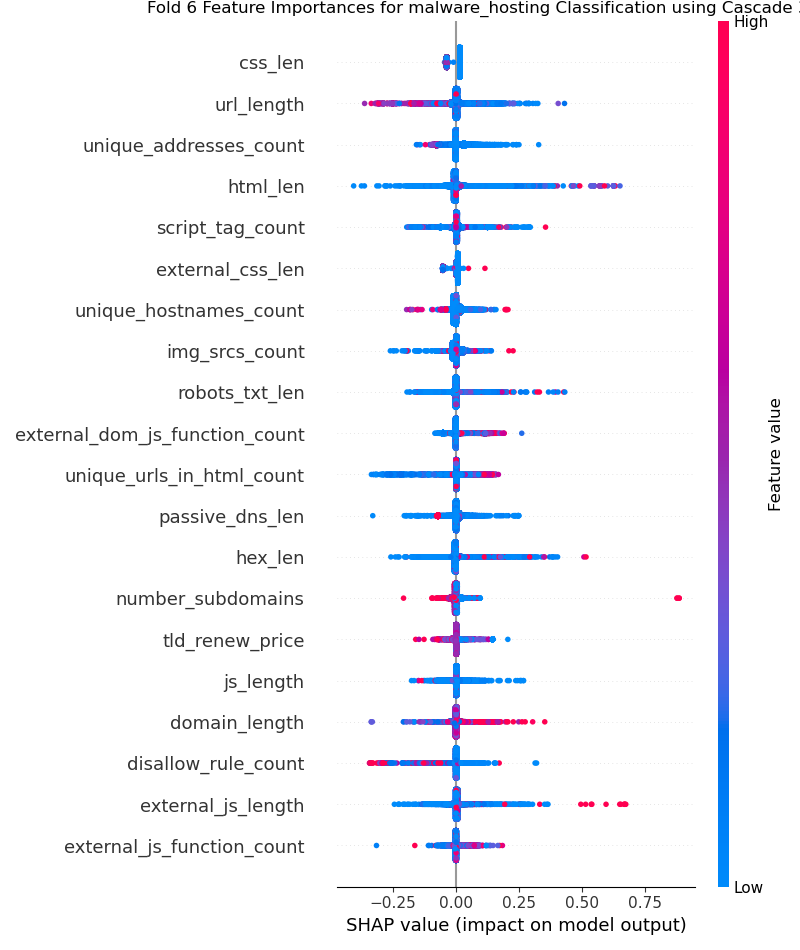 Fold 6 Feature Importances for malware_hosting Classification using Cascade
High
css_len
url_length
unique_addresses_count
html_len
script_tag_count
external_css_len
unique_hostnames_count
img_srcs_count
robots_txt_len
external_dom_js_function_count
unique_urls_in_html_count
passive_dns_len
hex_len
number_subdomains
tld_renew_price
js_length
domain_length
disallow_rule_count
external_js_length
external_js_function_count
Feature value
Low
−0.25 0.00 0.25 0.50 0.75
SHAP value (impact on model output)